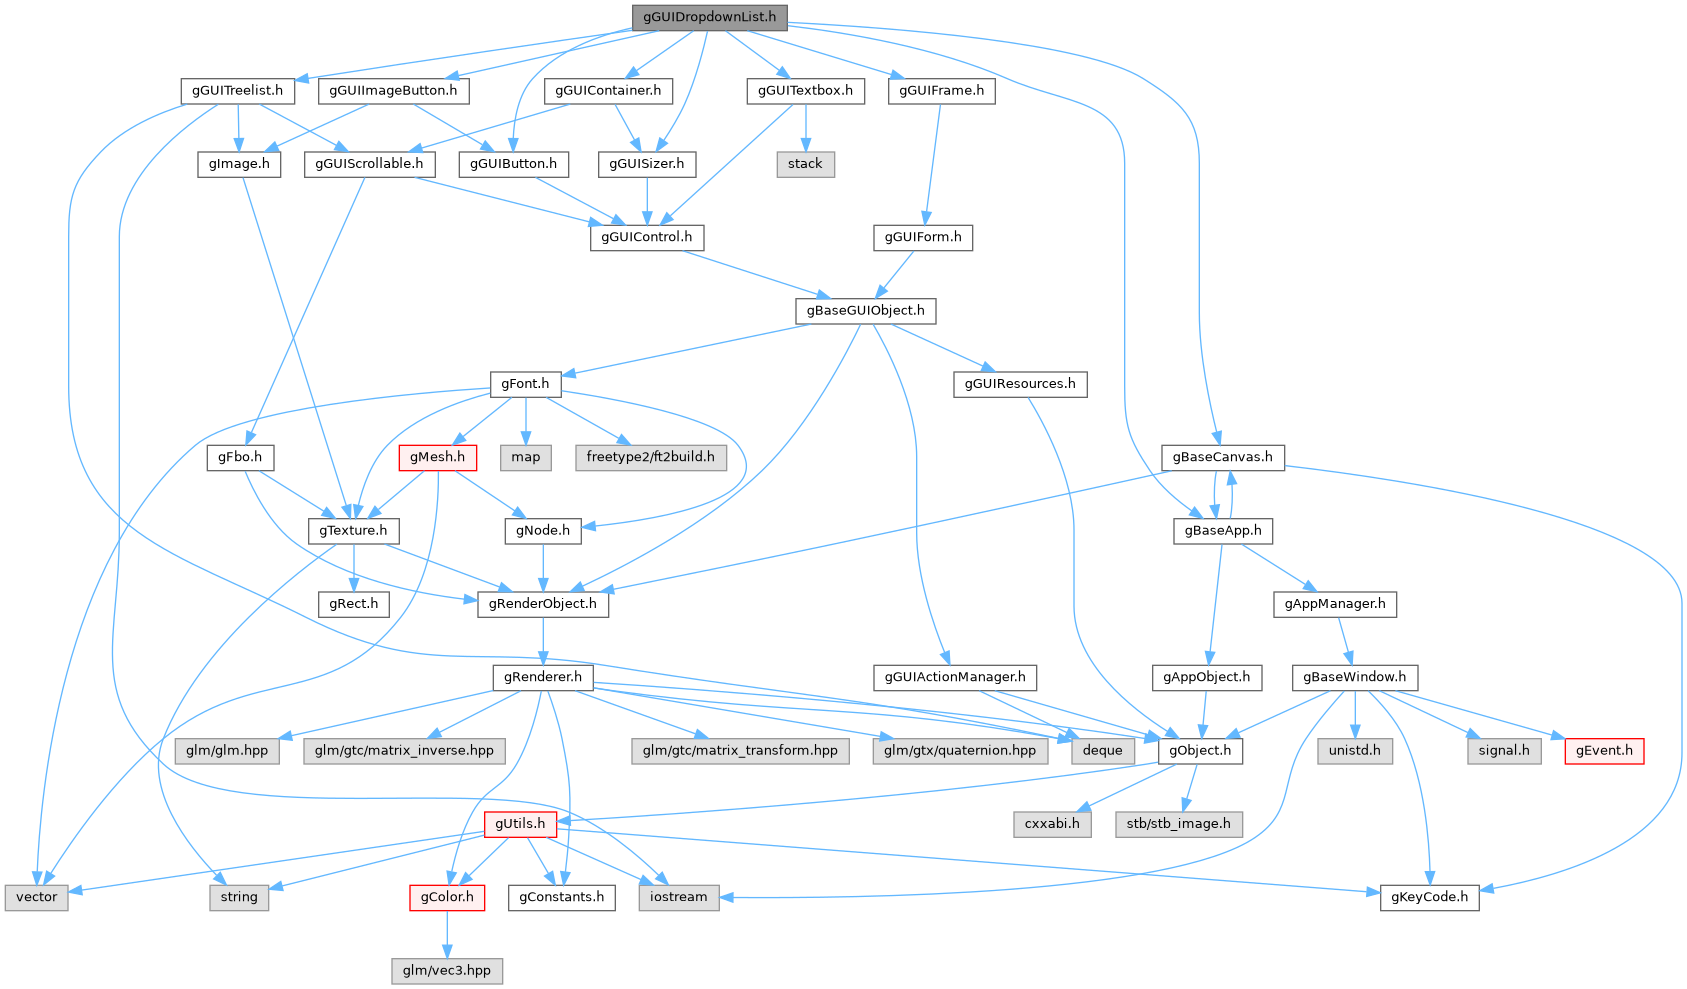 gGUIDropdownList.h
gGUITreelist.h
gGUIImageButton.h
gGUIContainer.h
gGUITextbox.h
gGUIFrame.h
gImage.h
gGUIScrollable.h
gGUIButton.h
gGUISizer.h
stack
gGUIControl.h
gGUIForm.h
gBaseGUIObject.h
gFont.h
gGUIResources.h
gFbo.h
gMesh.h
map
freetype2/ft2build.h
gBaseCanvas.h
gTexture.h
gNode.h
gBaseApp.h
gRect.h
gRenderObject.h
gAppManager.h
gRenderer.h
gGUIActionManager.h
gAppObject.h
gBaseWindow.h
glm/glm.hpp
glm/gtc/matrix_inverse.hpp
glm/gtc/matrix_transform.hpp
glm/gtx/quaternion.hpp
deque
gObject.h
unistd.h
signal.h
gEvent.h
gUtils.h
cxxabi.h
stb/stb_image.h
vector
string
gColor.h
gConstants.h
iostream
gKeyCode.h
glm/vec3.hpp